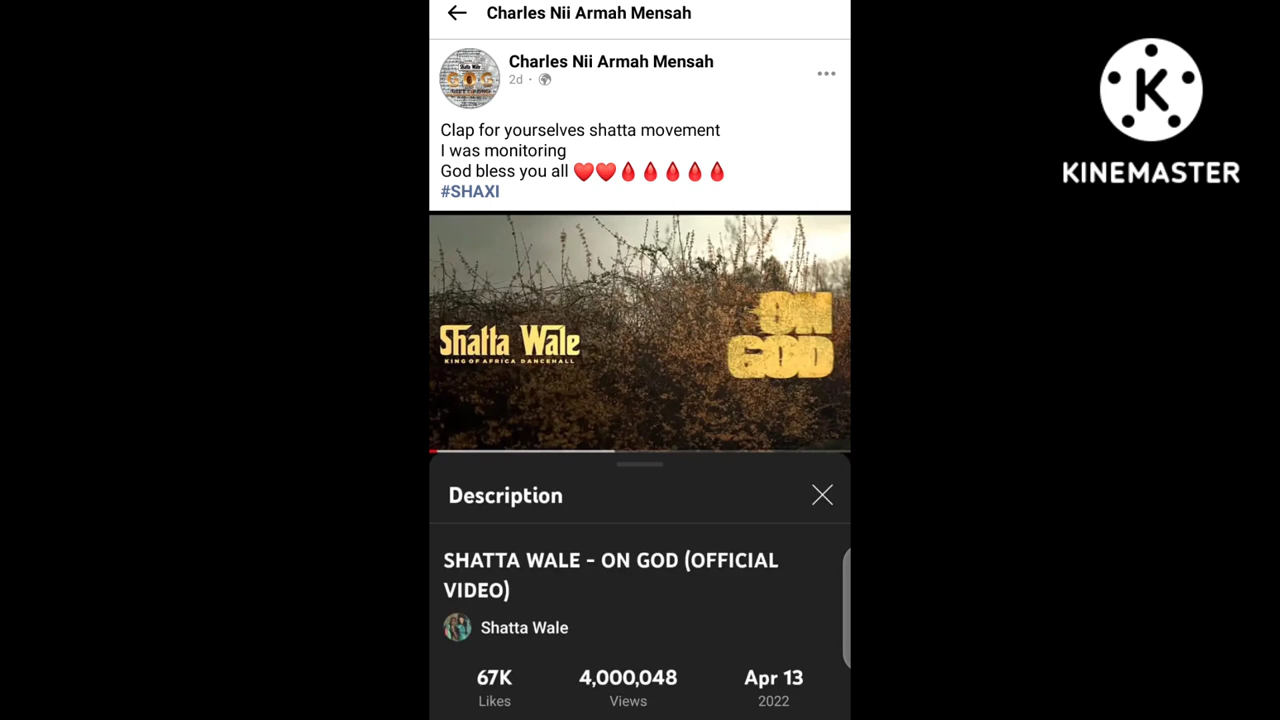 Charles Nii Armah Mensah
Charles Nii Armah Mensah
2d ·
Clap for yourselves shatta movement
I was monitoring
God bless you all ❤️❤️🩸🩸🩸🩸🩸
#SHAXI
K
KINEMASTER
Shatta Wale
KING OF AFRICA DANCEHALL
ON
GOD
Description
SHATTA WALE - ON GOD (OFFICIAL
VIDEO)
Shatta Wale
67K 4,000,048 Apr 13
Likes Views 2022